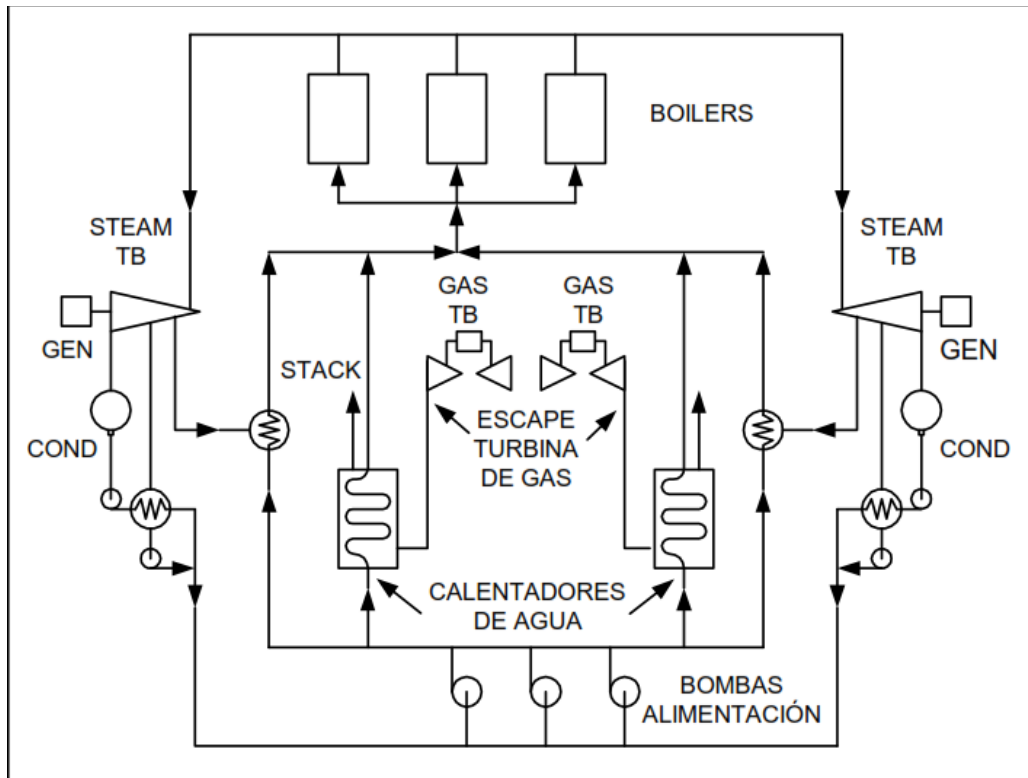 BOILERS
STEAM
TB
STEAM
TB
GAS
TB
GAS
TB
GEN
GEN
STACK
ESCAPE
TURBINA
DE GAS
COND
COND
CALENTADORES
DE AGUA
BOMBAS
ALIMENTACIÓN